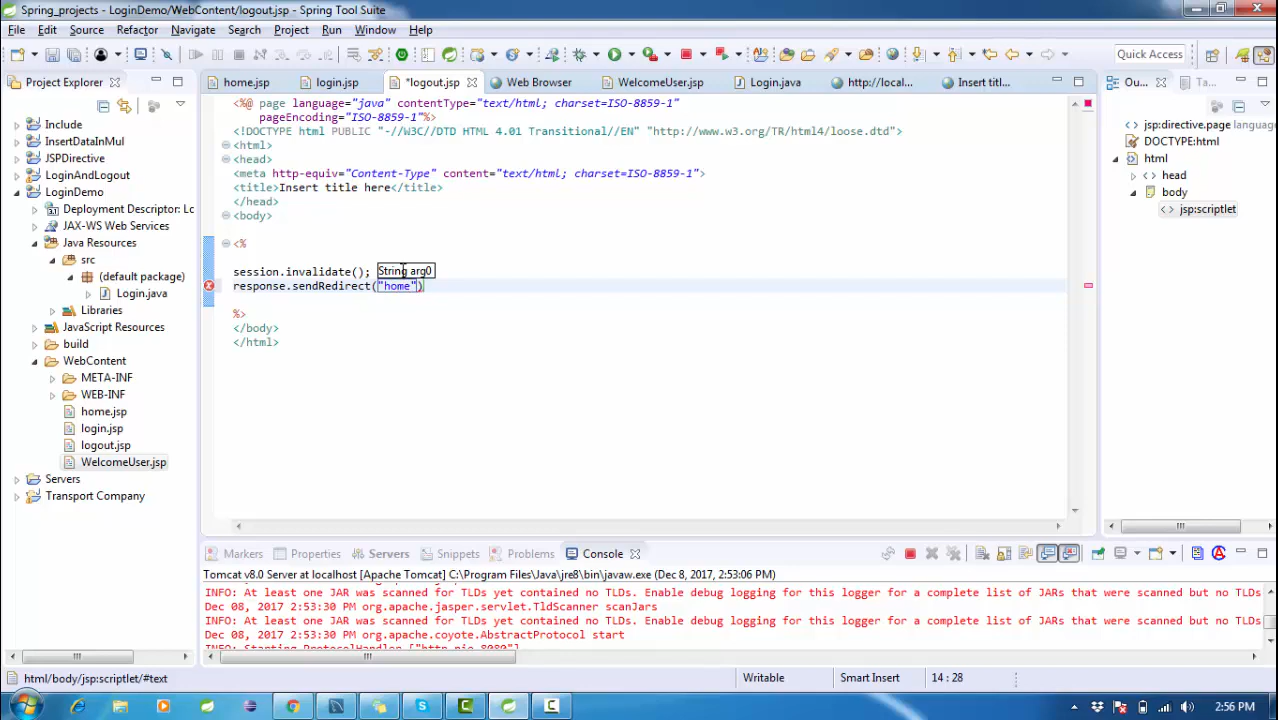 Spring_projects - LoginDemo/WebContent/logout.jsp - Spring Tool Suite
File Edit Source Refactor Navigate Search Project Run Window Help
Quick Access
Project Explorer
home.jsp login.jsp *logout.jsp Web Browser WelcomeUser.jsp Login.java http://local... Insert titl...
Ou... Ta...
Include
InsertDataInMul
JSPDirective
LoginAndLogout
LoginDemo
Deployment Descriptor: Lo
JAX-WS Web Services
Java Resources
src
(default package)
Login.java
Libraries
JavaScript Resources
build
WebContent
META-INF
WEB-INF
home.jsp
login.jsp
logout.jsp
WelcomeUser.jsp
Servers
Transport Company
<%@ page language="java" contentType="text/html; charset=ISO-8859-1"
pageEncoding="ISO-8859-1"%>
<!DOCTYPE html PUBLIC "-//W3C//DTD HTML 4.01 Transitional//EN" "http://www.w3.org/TR/html4/loose.dtd">
<html>
<head>
<meta http-equiv="Content-Type" content="text/html; charset=ISO-8859-1">
<title>Insert title here</title>
</head>
<body>
<%
session.invalidate();
String arg0
response.sendRedirect("home")
%>
</body>
</html>
jsp:directive.page language
DOCTYPE:html
html
head
body
jsp:scriptlet
Markers Properties Servers Snippets Problems Console
Tomcat v8.0 Server at localhost [Apache Tomcat] C:\Program Files\Java\jre8\bin\javaw.exe (Dec 8, 2017, 2:53:06 PM)
INFO: At least one JAR was scanned for TLDs yet contained no TLDs. Enable debug logging for this logger for a complete list of JARs that were scanned but no TLDs
Dec 08, 2017 2:53:30 PM org.apache.jasper.servlet.TldScanner scanJars
INFO: At least one JAR was scanned for TLDs yet contained no TLDs. Enable debug logging for this logger for a complete list of JARs that were scanned but no TLDs
Dec 08, 2017 2:53:30 PM org.apache.coyote.AbstractProtocol start
INFO: Starting ProtocolHandler ["http-nio-8080"]
html/body/jsp:scriptlet/#text
Writable
Smart Insert
14 : 28
2:56 PM